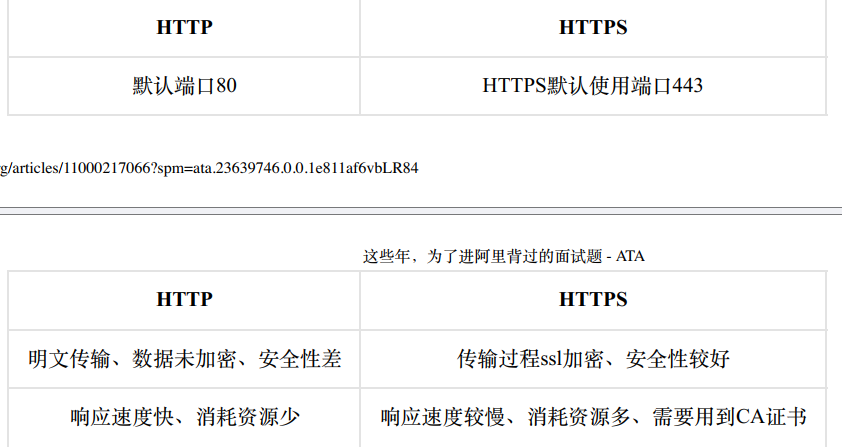 HTTP HTTPS
默认端口80 HTTPS默认使用端口443
rg/articles/11000217066?spm=ata.23639746.0.0.1e811af6vbLR84
这些年，为了进阿里背过的面试题 - ATA
HTTP HTTPS
明文传输、数据未加密、安全性差 传输过程ssl加密、安全性较好
响应速度快、消耗资源少 响应速度较慢、消耗资源多、需要用到CA证书